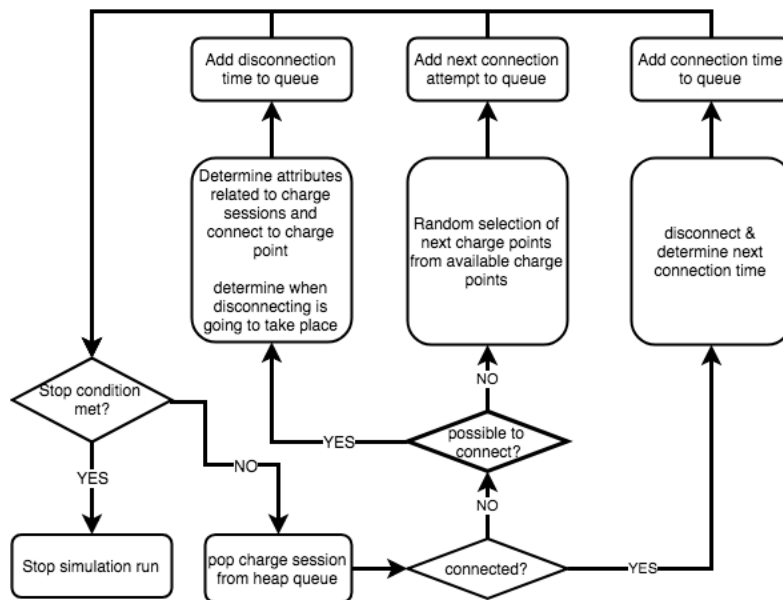 Add disconnection
time to queue
Add next connection
attempt to queue
Add connection time
to queue
Determine attributes
related to charge
sessions and
connect to charge
point
determine when
disconnecting is
going to take place
Random selection of
next charge points
from available charge
points
disconnect &
determine next
connection time
Stop condition
met?
NO
YES
possible to
connect?
YES
NO
NO
Stop simulation run
pop charge session
from heap queue
connected?
YES